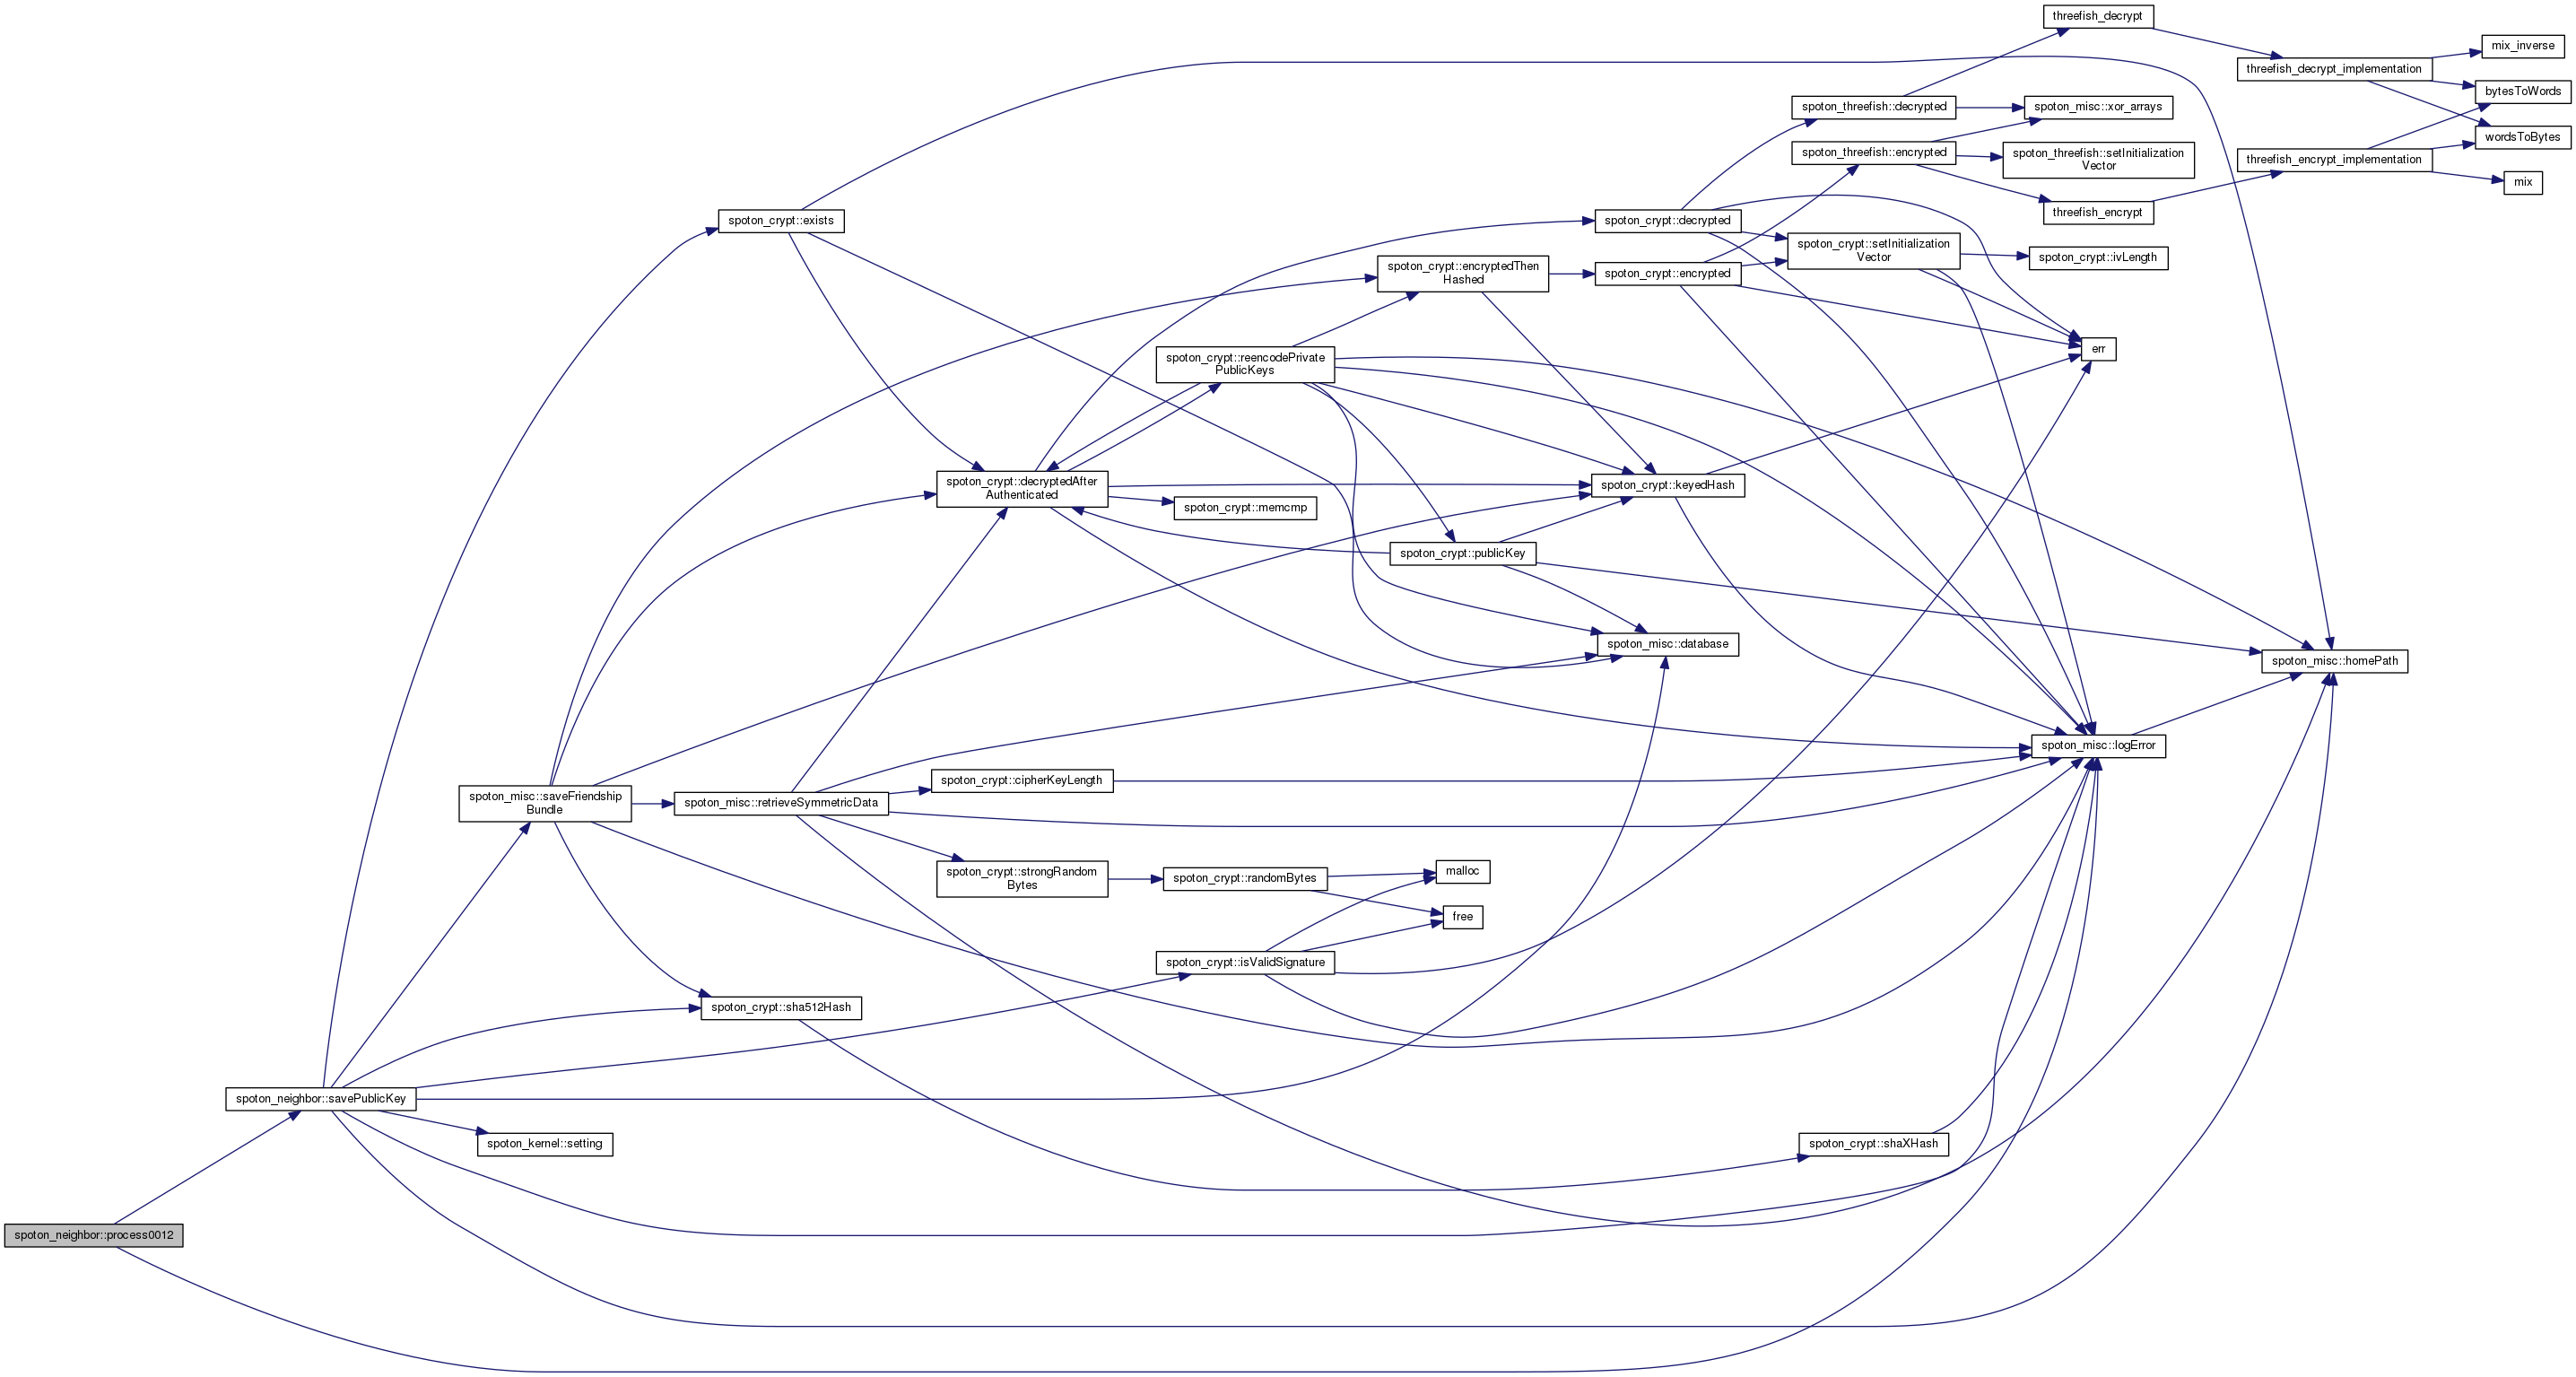 threefish_decrypt
mix_inverse
threefish_decrypt_implementation
bytesToWords
spoton_threefish::decrypted
spoton_misc::xor_arrays
wordsToBytes
spoton_threefish::encrypted
spoton_threefish::setInitialization
Vector
threefish_encrypt_implementation
mix
threefish_encrypt
spoton_crypt::exists
spoton_crypt::decrypted
spoton_crypt::setInitialization
Vector
spoton_crypt::ivLength
spoton_crypt::encryptedThen
Hashed
spoton_crypt::encrypted
err
spoton_crypt::reencodePrivate
PublicKeys
spoton_crypt::decryptedAfter
Authenticated
spoton_crypt::keyedHash
spoton_crypt::memcmp
spoton_crypt::publicKey
spoton_misc::database
spoton_misc::homePath
spoton_misc::logError
spoton_crypt::cipherKeyLength
spoton_misc::saveFriendship
Bundle
spoton_misc::retrieveSymmetricData
spoton_crypt::strongRandom
Bytes
spoton_crypt::randomBytes
malloc
free
spoton_crypt::isValidSignature
spoton_crypt::sha512Hash
spoton_neighbor::savePublicKey
spoton_kernel::setting
spoton_crypt::shaXHash
spoton_neighbor::process0012